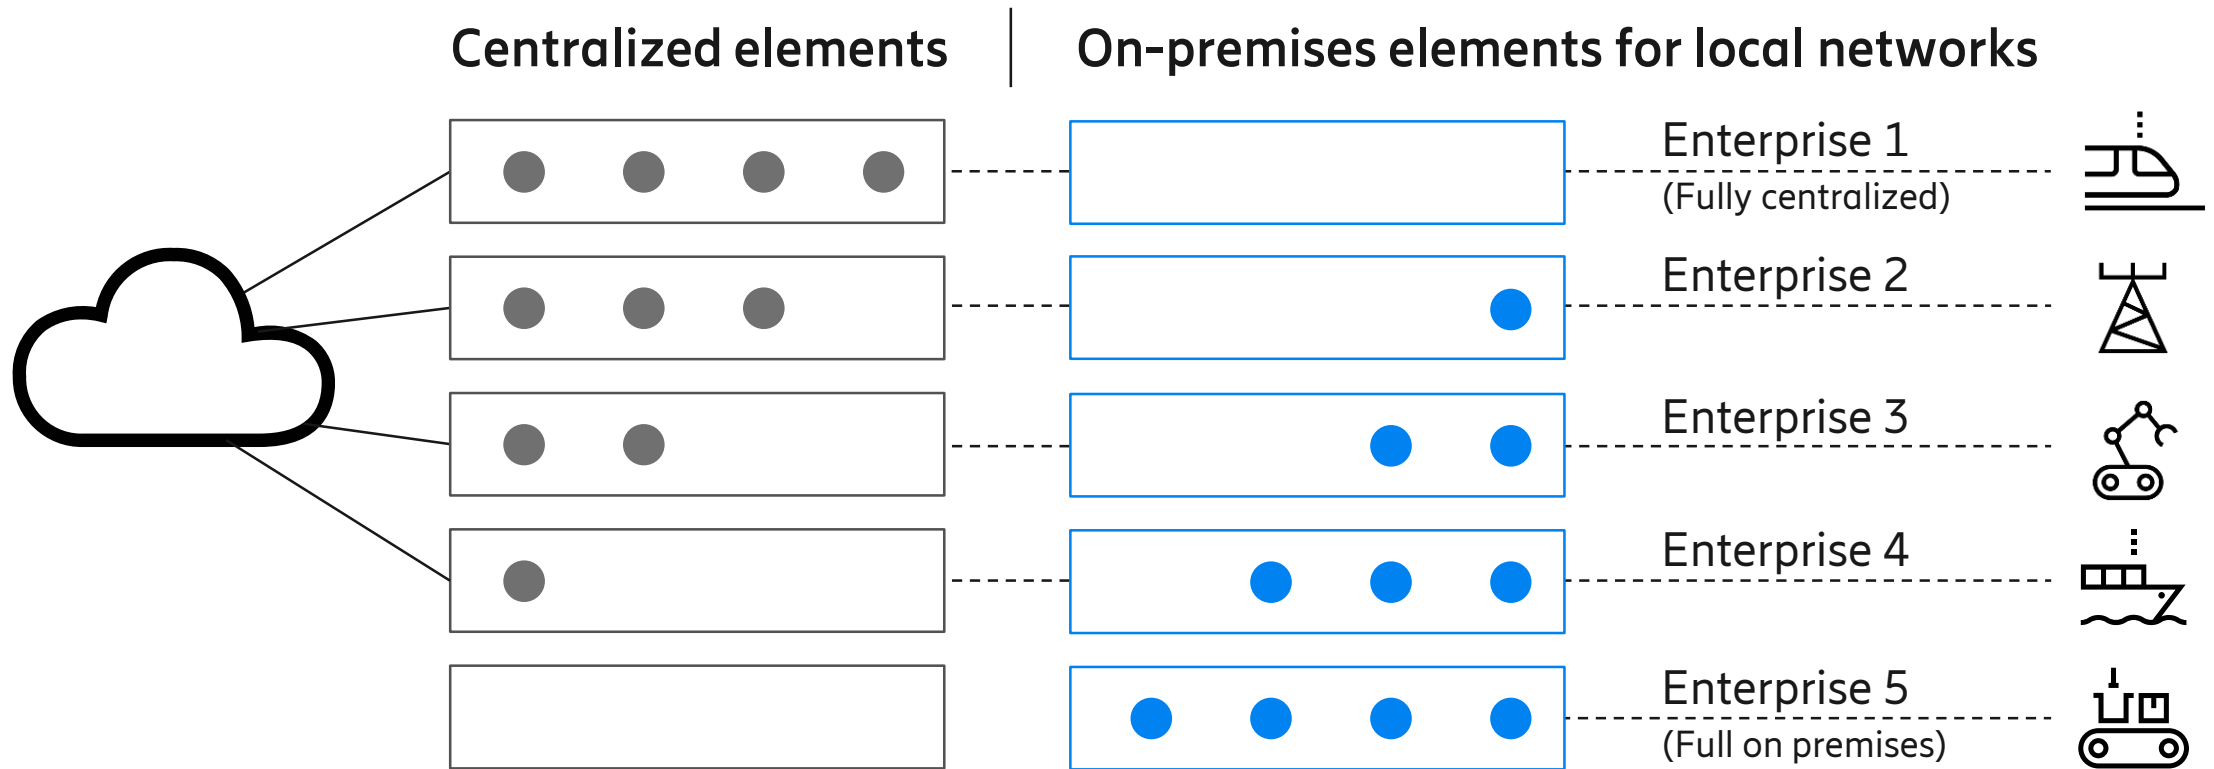 Centralized elements
On-premises elements for local networks
Enterprise 1
(Fully centralized)
Enterprise 2
Enterprise 3
Enterprise 4
Enterprise 5
(Full on premises)